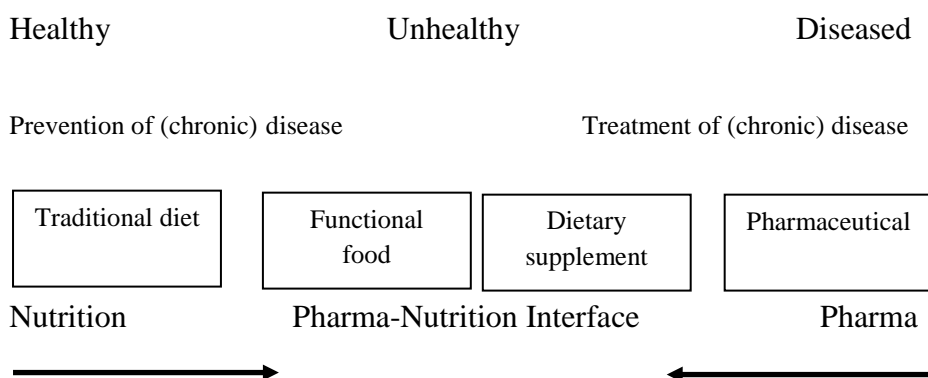 Healthy Unhealthy Diseased
Prevention of (chronic) disease Treatment of (chronic) disease
Traditional diet
Functional
food
Dietary
supplement
Pharmaceutical
Nutrition Pharma-Nutrition Interface Pharma